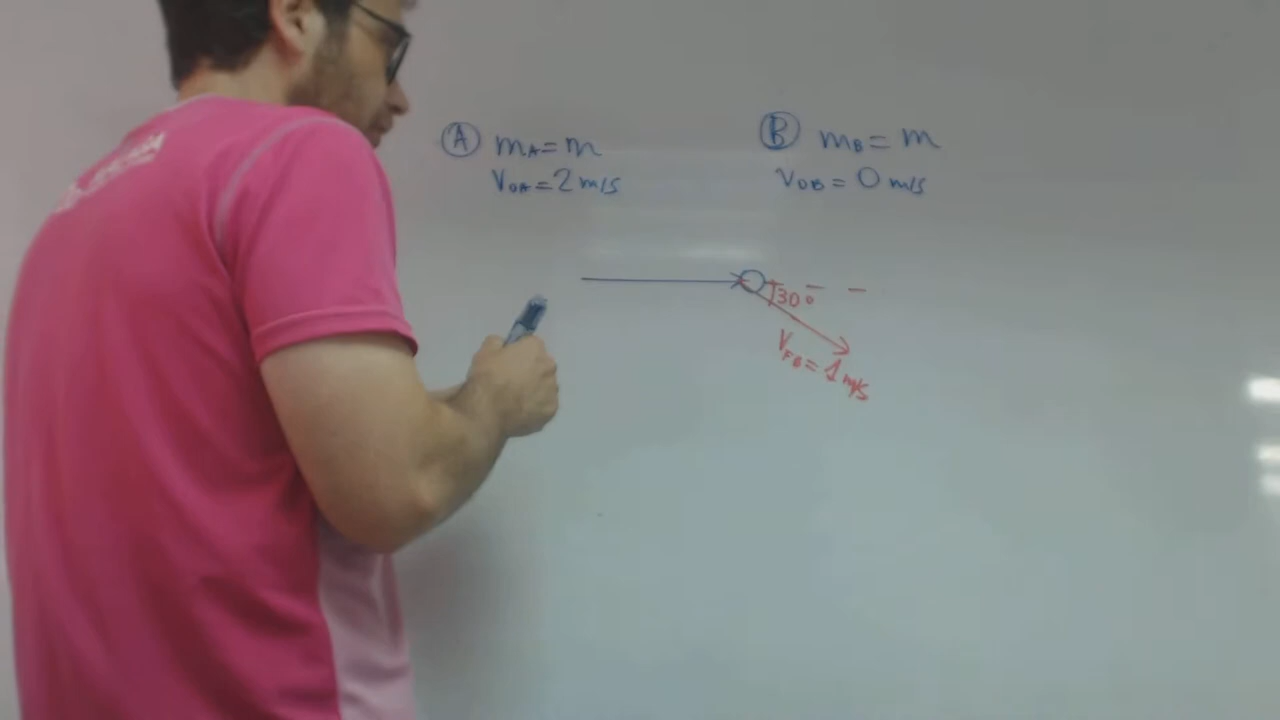 Ⓐ mA = m
VOA = 2 m/s
Ⓑ mB = m
VOB = 0 m/s
30°
VFB = 1 m/s